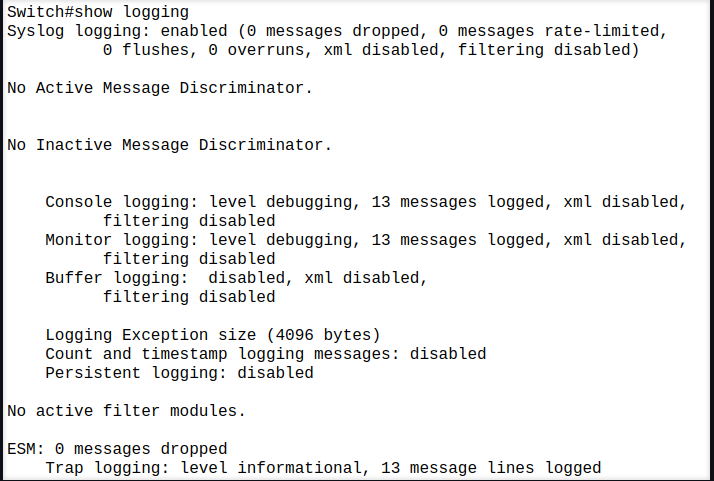 Switch#show logging
Syslog logging: enabled (0 messages dropped, 0 messages rate-limited,
          0 flushes, 0 overruns, xml disabled, filtering disabled)
No Active Message Discriminator.
No Inactive Message Discriminator.
    Console logging: level debugging, 13 messages logged, xml disabled,
          filtering disabled
    Monitor logging: level debugging, 13 messages logged, xml disabled,
          filtering disabled
    Buffer logging:  disabled, xml disabled,
          filtering disabled
    Logging Exception size (4096 bytes)
    Count and timestamp logging messages: disabled
    Persistent logging: disabled
No active filter modules.
ESM: 0 messages dropped
    Trap logging: level informational, 13 message lines logged